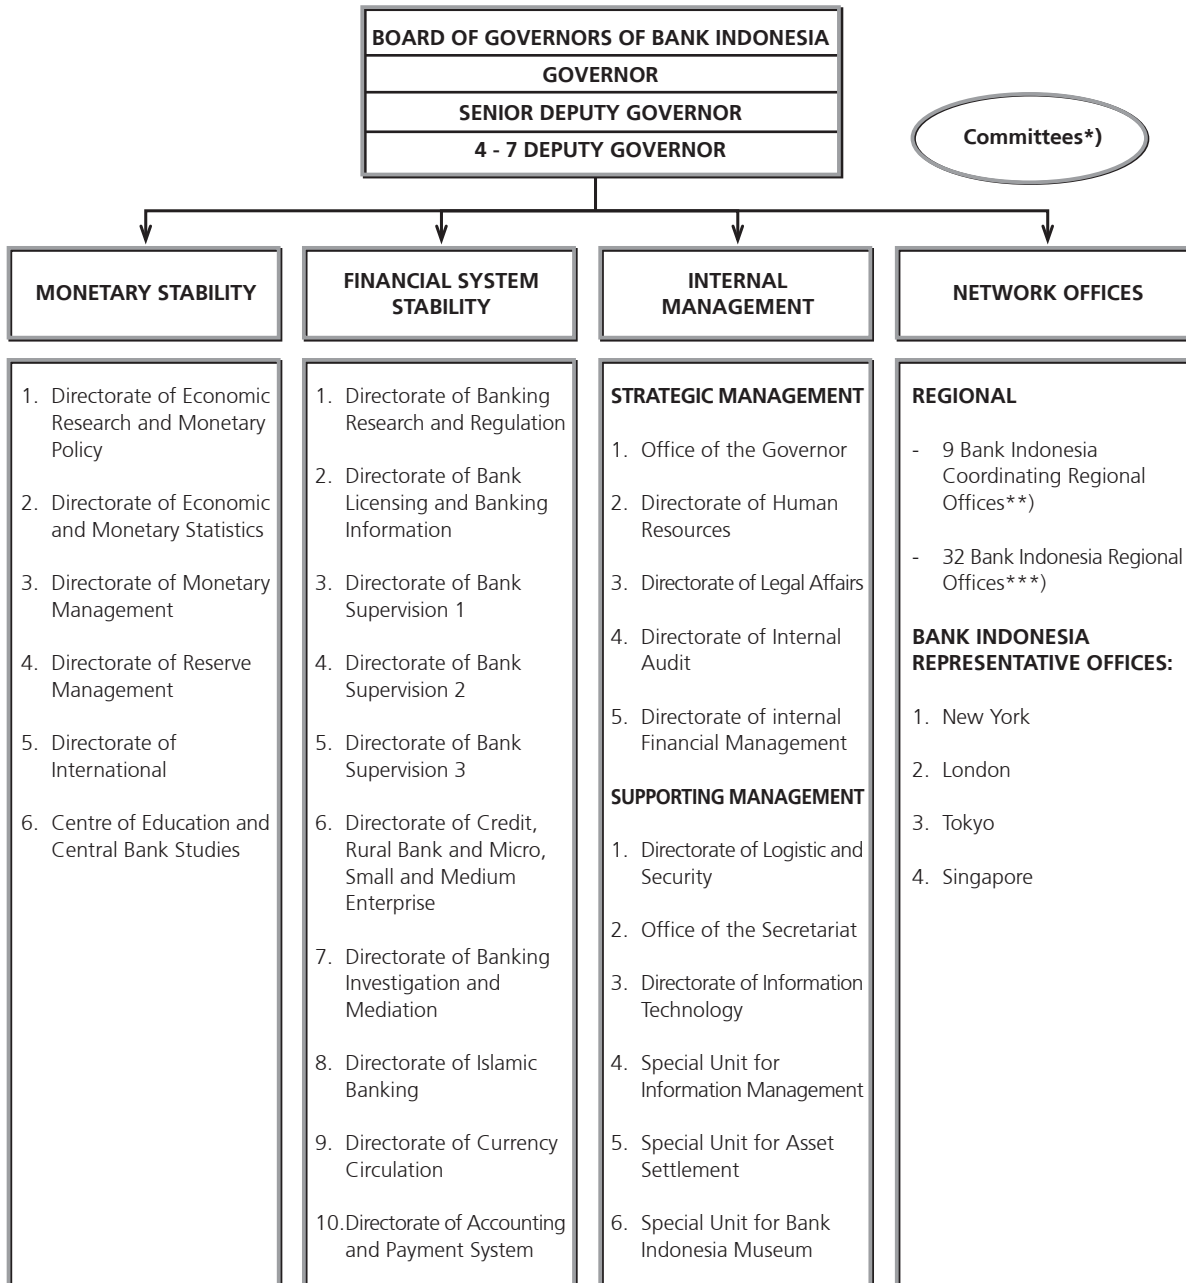 BOARD OF GOVERNORS OF BANK INDONESIA
GOVERNOR
SENIOR DEPUTY GOVERNOR
4 - 7 DEPUTY GOVERNOR
Committees*)
MONETARY STABILITY
1. Directorate of Economic
Research and Monetary
Policy
2. Directorate of Economic
and Monetary Statistics
3. Directorate of Monetary
Management
4. Directorate of Reserve
Management
5. Directorate of
International
6. Centre of Education and
Central Bank Studies
FINANCIAL SYSTEM
STABILITY
1. Directorate of Banking
Research and Regulation
2. Directorate of Bank
Licensing and Banking
Information
3. Directorate of Bank
Supervision 1
4. Directorate of Bank
Supervision 2
5. Directorate of Bank
Supervision 3
6. Directorate of Credit,
Rural Bank and Micro,
Small and Medium
Enterprise
7. Directorate of Banking
Investigation and
Mediation
8. Directorate of Islamic
Banking
9. Directorate of Currency
Circulation
10.Directorate of Accounting
and Payment System
INTERNAL
MANAGEMENT
STRATEGIC MANAGEMENT
1. Office of the Governor
2. Directorate of Human
Resources
3. Directorate of Legal Affairs
4. Directorate of Internal
Audit
5. Directorate of internal
Financial Management
SUPPORTING MANAGEMENT
1. Directorate of Logistic and
Security
2. Office of the Secretariat
3. Directorate of Information
Technology
4. Special Unit for
Information Management
5. Special Unit for Asset
Settlement
6. Special Unit for Bank
Indonesia Museum
NETWORK OFFICES
REGIONAL
- 9 Bank Indonesia
Coordinating Regional
Offices**)
- 32 Bank Indonesia Regional
Offices***)
BANK INDONESIA
REPRESENTATIVE OFFICES:
1. New York
2. London
3. Tokyo
4. Singapore